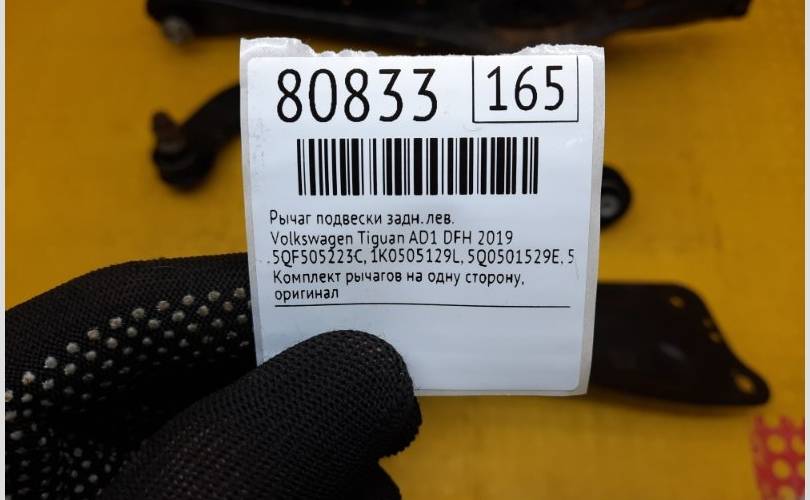 80833 165
Рычаг подвески задн. лев.
Volkswagen Tiguan AD1 DFH 2019
.5QF505223C, 1K0505129L, 5Q0501529E, 5
Комплект рычагов на одну сторону,
оригинал